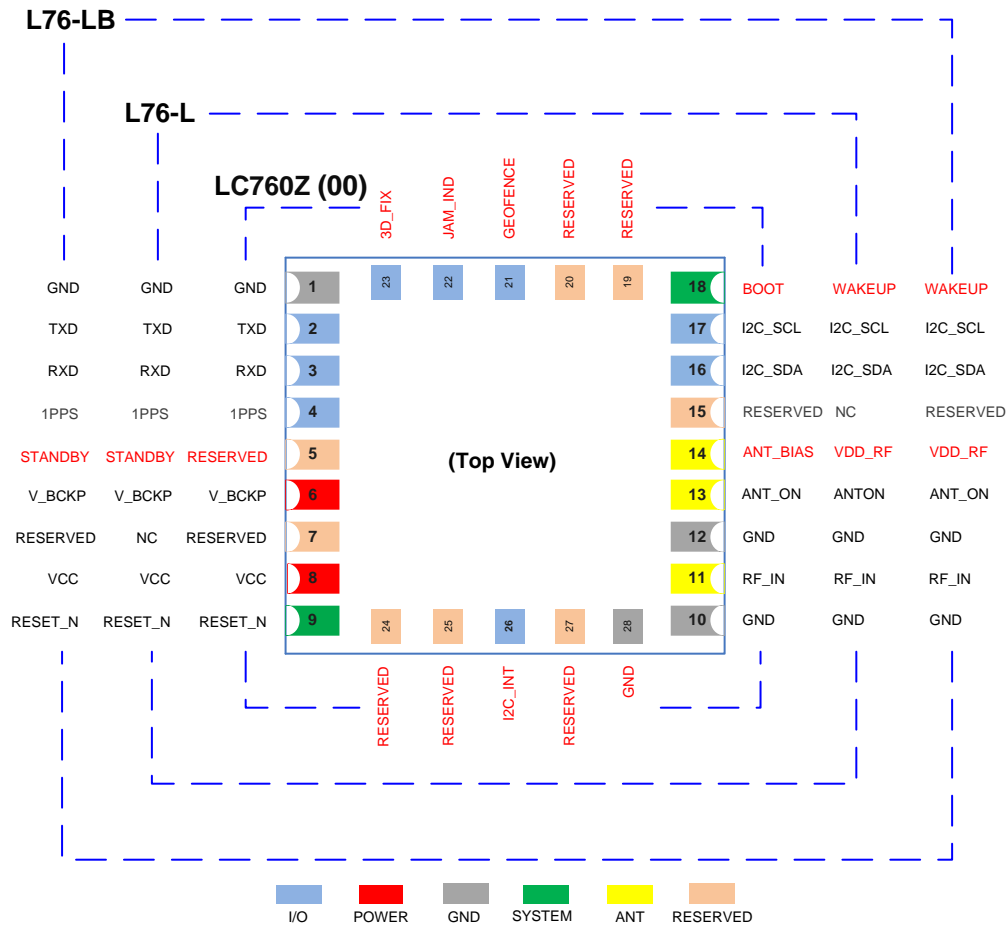 L76-LB
L76-L
LC760Z (00)
3D_FIX JAM_IND GEOFENCE RESERVED RESERVED
23 22 21 20 19
GND GND GND 1 18 BOOT WAKEUP WAKEUP
TXD TXD TXD 2 17 I2C_SCL I2C_SCL I2C_SCL
RXD RXD RXD 3 16 I2C_SDA I2C_SDA I2C_SDA
1PPS 1PPS 1PPS 4 15 RESERVED NC RESERVED
STANDBY STANDBY RESERVED 5 (Top View) 14 ANT_BIAS VDD_RF VDD_RF
V_BCKP V_BCKP V_BCKP 6 13 ANT_ON ANTON ANT_ON
RESERVED NC RESERVED 7 12 GND GND GND
VCC VCC VCC 8 11 RF_IN RF_IN RF_IN
RESET_N RESET_N RESET_N 9 10 GND GND GND
24 25 26 27 28
RESERVED RESERVED I2C_INT RESERVED GND
I/O POWER GND SYSTEM ANT RESERVED